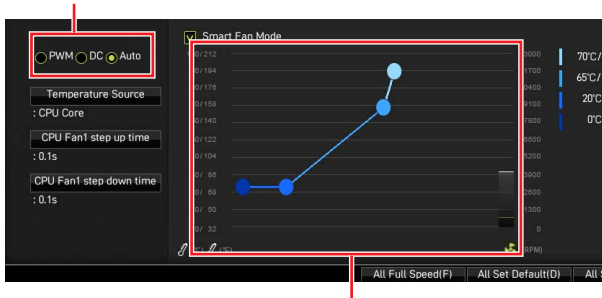 Smart Fan Mode
PWM DC Auto
Temperature Source
: CPU Core
CPU Fan1 step up time
: 0.1s
CPU Fan1 step down time
: 0.1s
0/212
0/194
0/176
0/158
0/140
0/122
0/104
0/ 88
0/ 68
0/ 50
0/ 32
(°C) (°F)
0000
1700
0400
9100
7800
6500
5200
3900
2600
1300
0
(RPM)
70°C/
65°C/
20°C
0°C
All Full Speed(F) All Set Default(D) All S